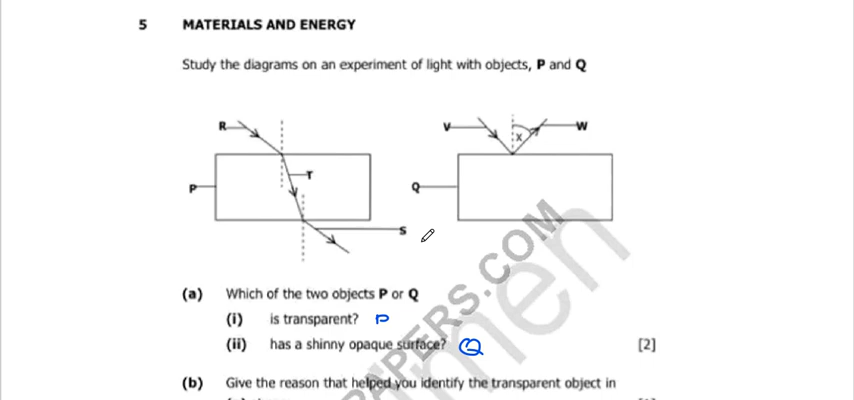 5 MATERIALS AND ENERGY
Study the diagrams on an experiment of light with objects, P and Q
R V X W
T
P Q
S
(a) Which of the two objects P or Q
(i) is transparent? P
(ii) has a shinny opaque surface? Q [2]
(b) Give the reason that helped you identify the transparent object in
PAPERS.COM
men